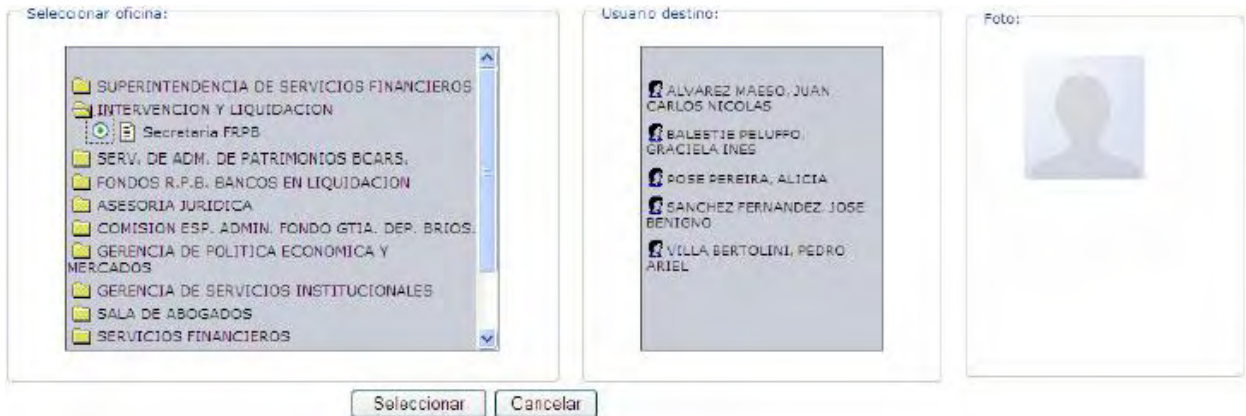 Seleccionar oficina:
SUPERINTENDENCIA DE SERVICIOS FINANCIEROS
INTERVENCION Y LIQUIDACION
Secretaria FRPB
SERV. DE ADM. DE PATRIMONIOS BCARS.
FONDOS R.P.B. BANCOS EN LIQUIDACION
ASESORIA JURIDICA
COMISION ESP. ADMIN. FONDO GTIA. DEP. BRIOS.
GERENCIA DE POLITICA ECONOMICA Y
MERCADOS
GERENCIA DE SERVICIOS INSTITUCIONALES
SALA DE ABOGADOS
SERVICIOS FINANCIEROS
Usuario destino:
ALVAREZ MAESO, JUAN
CARLOS NICOLAS
BALESTIE PELUFFO,
GRACIELA INES
POSE PEREIRA, ALICIA
SANCHEZ FERNANDEZ, JOSE
BENIGNO
VILLA BERTOLINI, PEDRO
ARIEL
Foto:
Seleccionar
Cancelar